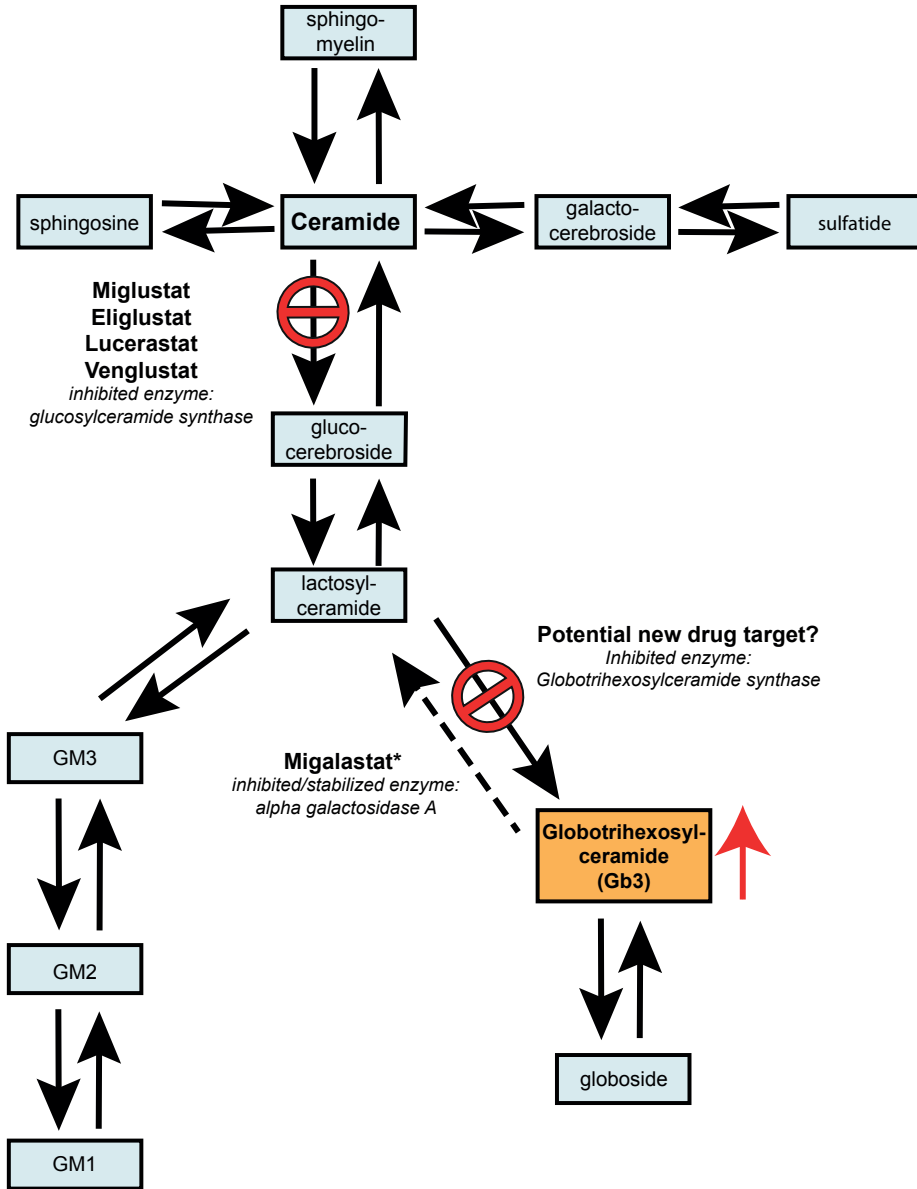 sphingo-
myelin
sphingosine
Ceramide
galacto-
cerebroside
sulfatide
Miglustat
Eliglustat
Lucerastat
Venglustat
inhibited enzyme:
glucosylceramide synthase
gluco-
cerebroside
lactosyl-
ceramide
Potential new drug target?
Inhibited enzyme:
Globotrihexosylceramide synthase
GM3
Migalastat*
inhibited/stabilized enzyme:
alpha galactosidase A
Globotrihexosyl-
ceramide
(Gb3)
GM2
globoside
GM1